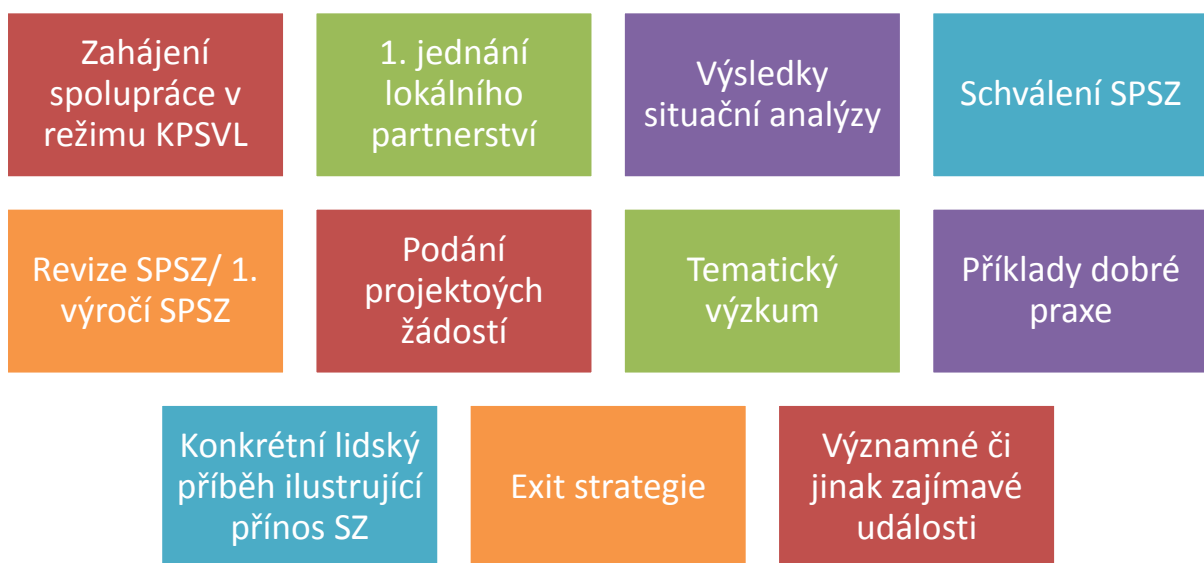 Zahájení
spolupráce v
režimu KPSVL
1. jednání
lokálního
partnerství
Výsledky
situační analýzy
Schválení SPSZ
Revize SPSZ/ 1.
výročí SPSZ
Podání
projektoých
žádostí
Tematický
výzkum
Příklady dobré
praxe
Konkrétní lidský
příběh ilustrující
přínos SZ
Exit strategie
Významné či
jinak zajímavé
události